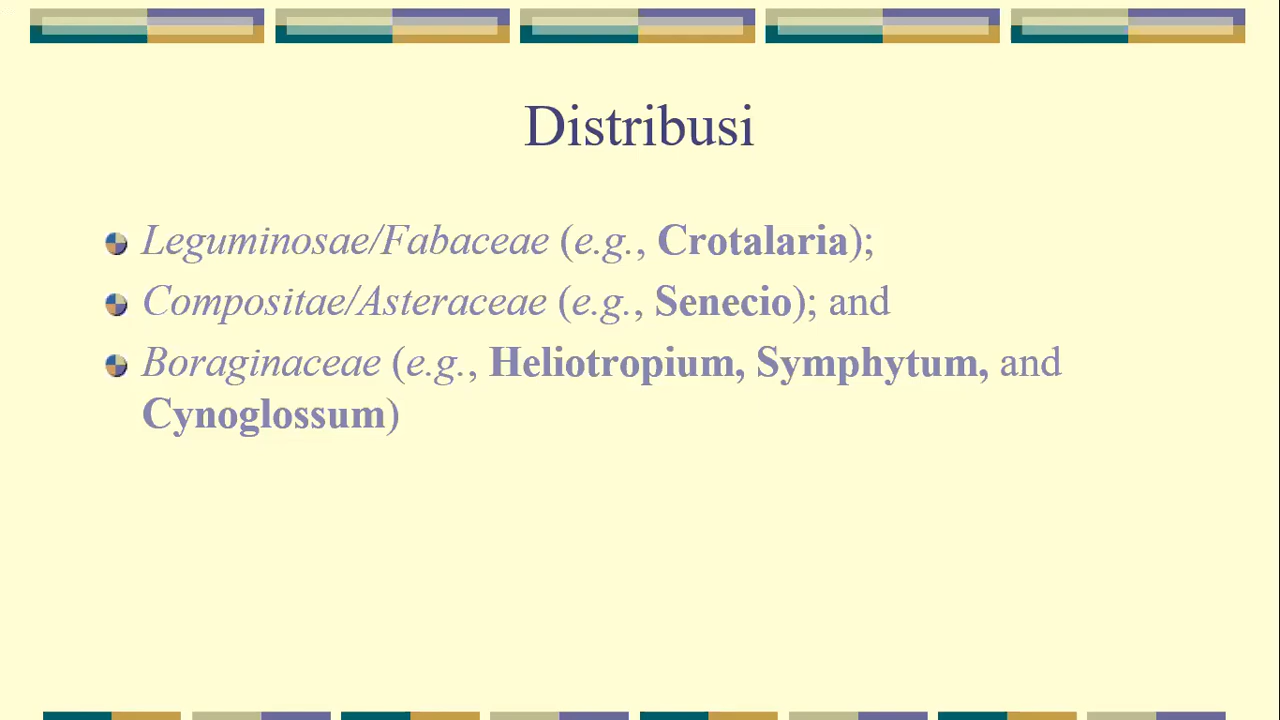 Distribusi
Leguminosae/Fabaceae (e.g., Crotalaria);
Compositae/Asteraceae (e.g., Senecio); and
Boraginaceae (e.g., Heliotropium, Symphytum, and
Cynoglossum)